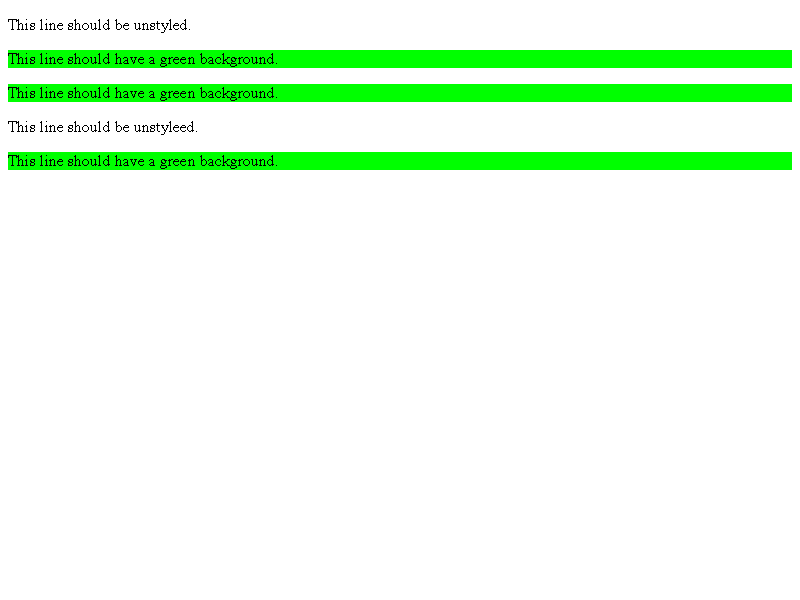 This line should be unstyled.
This line should have a green background.
This line should have a green background.
This line should be unstyleed.
This line should have a green background.